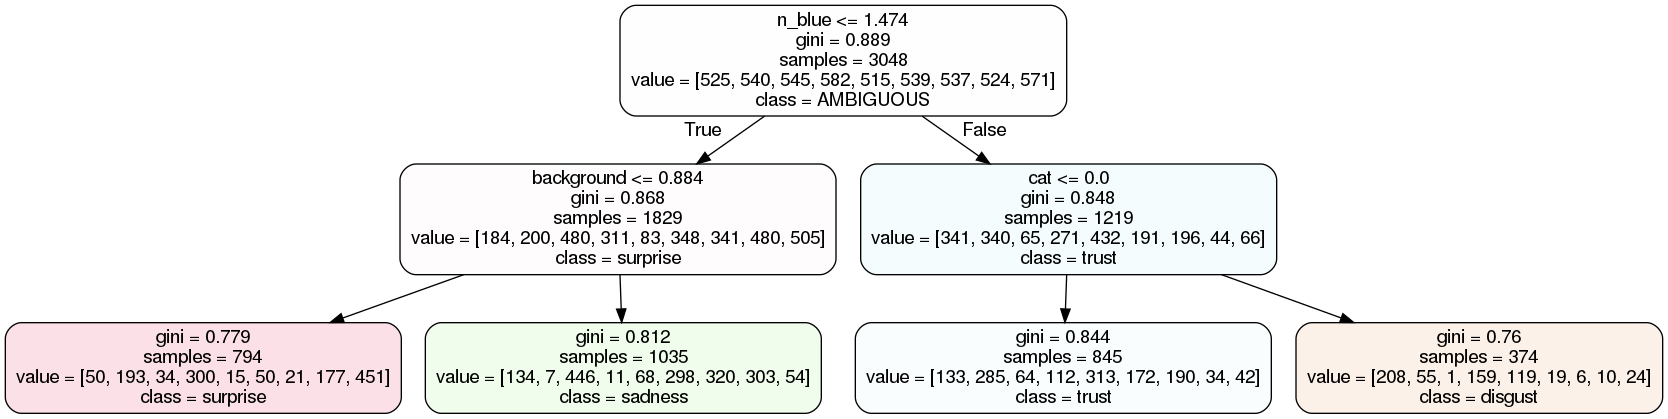 n_blue <= 1.474
gini = 0.889
samples = 3048
value = [525, 540, 545, 582, 515, 539, 537, 524, 571]
class = AMBIGUOUS
True
False
background <= 0.884
gini = 0.868
samples = 1829
value = [184, 200, 480, 311, 83, 348, 341, 480, 505]
class = surprise
cat <= 0.0
gini = 0.848
samples = 1219
value = [341, 340, 65, 271, 432, 191, 196, 44, 66]
class = trust
gini = 0.779
samples = 794
value = [50, 193, 34, 300, 15, 50, 21, 177, 451]
class = surprise
gini = 0.812
samples = 1035
value = [134, 7, 446, 11, 68, 298, 320, 303, 54]
class = sadness
gini = 0.844
samples = 845
value = [133, 285, 64, 112, 313, 172, 190, 34, 42]
class = trust
gini = 0.76
samples = 374
value = [208, 55, 1, 159, 119, 19, 6, 10, 24]
class = disgust